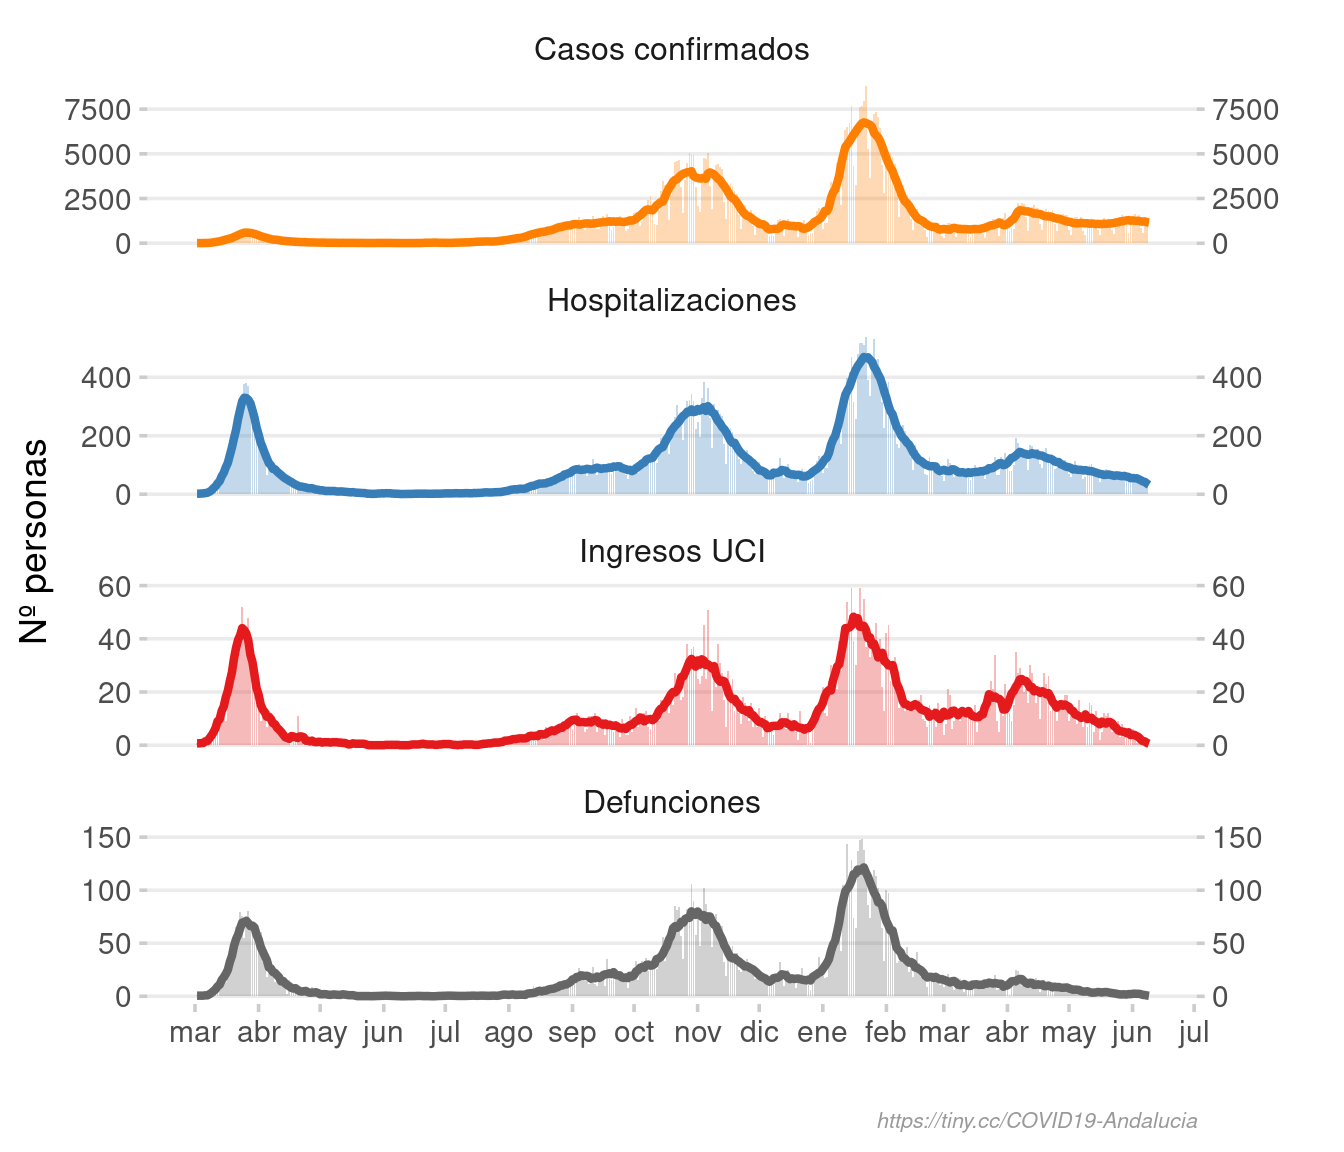 Casos confirmados
7500 7500
5000 5000
2500 2500
0 0
Hospitalizaciones
400 400
200 200
0 0
Nº personas
Ingresos UCI
60 60
40 40
20 20
0 0
Defunciones
150 150
100 100
50 50
0 0
mar abr may jun jul ago sep oct nov dic ene feb mar abr may jun jul
https://tiny.cc/COVID19-Andalucia